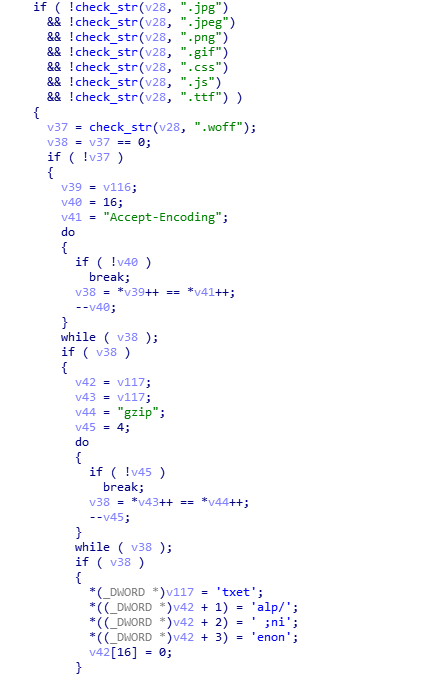 if ( !check_str(v28, ".jpg")
&& !check_str(v28, ".jpeg")
&& !check_str(v28, ".png")
&& !check_str(v28, ".gif")
&& !check_str(v28, ".css")
&& !check_str(v28, ".js")
&& !check_str(v28, ".ttf") )
{
v37 = check_str(v28, ".woff");
v38 = v37 == 0;
if ( !v37 )
{
v39 = v116;
v40 = 16;
v41 = "Accept-Encoding";
do
{
if ( !v40 )
break;
v38 = *v39++ == *v41++;
--v40;
}
while ( v38 );
if ( v38 )
{
v42 = v117;
v43 = v117;
v44 = "gzip";
v45 = 4;
do
{
if ( !v45 )
break;
v38 = *v43++ == *v44++;
--v45;
}
while ( v38 );
if ( v38 )
{
*(_DWORD *)v117 = 'txet';
*((_DWORD *)v42 + 1) = 'alp/';
*((_DWORD *)v42 + 2) = ' ;ni';
*((_DWORD *)v42 + 3) = 'enon';
v42[16] = 0;
}